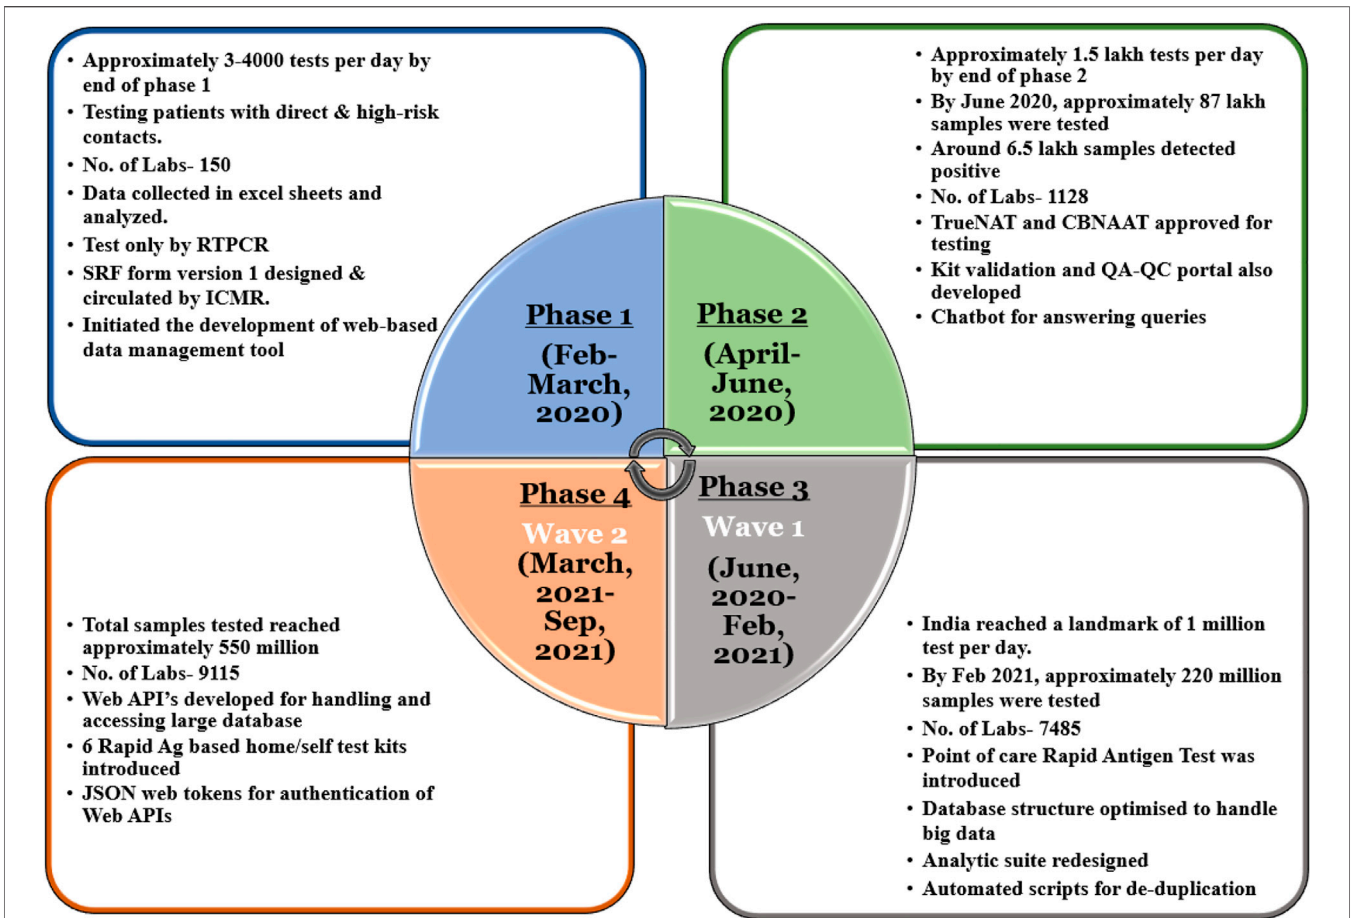 • Approximately 3-4000 tests per day by
end of phase 1
• Testing patients with direct & high-risk
contacts.
• No. of Labs- 150
• Data collected in excel sheets and
analyzed.
• Test only by RTPCR
• SRF form version 1 designed &
circulated by ICMR.
• Initiated the development of web-based
data management tool
• Approximately 1.5 lakh tests per day
by end of phase 2
• By June 2020, approximately 87 lakh
samples were tested
• Around 6.5 lakh samples detected
positive
• No. of Labs- 1128
• TrueNAT and CBNAAT approved for
testing
• Kit validation and QA-QC portal also
developed
• Chatbot for answering queries
Phase 1
(Feb-
March,
2020)
Phase 2
(April-
June,
2020)
Phase 4
Wave 2
(March,
2021-
Sep,
2021)
Phase 3
Wave 1
(June,
2020-
Feb,
2021)
• Total samples tested reached
approximately 550 million
• No. of Labs- 9115
• Web API’s developed for handling and
accessing large database
• 6 Rapid Ag based home/self test kits
introduced
• JSON web tokens for authentication of
Web APIs
• India reached a landmark of 1 million
test per day.
• By Feb 2021, approximately 220 million
samples were tested
• No. of Labs- 7485
• Point of care Rapid Antigen Test was
introduced
• Database structure optimised to handle
big data
• Analytic suite redesigned
• Automated scripts for de-duplication